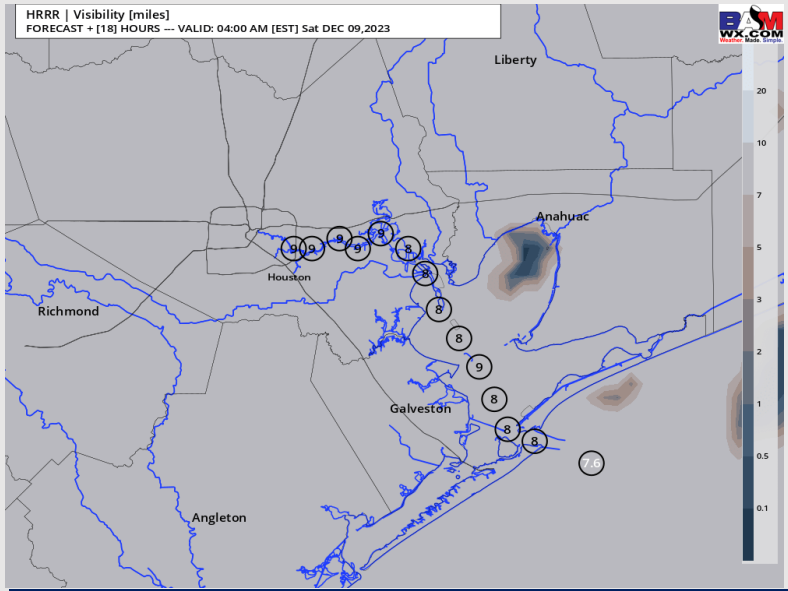 HRRR | Visibility [miles]
FORECAST + [18] HOURS --- VALID: 04:00 AM [EST] Sat DEC 09,2023
BAM
WX.COM
Weather. Made. Simple.
Liberty
20
10
7
Anahuac
9 9 9 9 9 8
5
8
Houston
3
Richmond
8
8
2
9
8
1
Galveston
8
8
0.5
7.6
0.1
Angleton